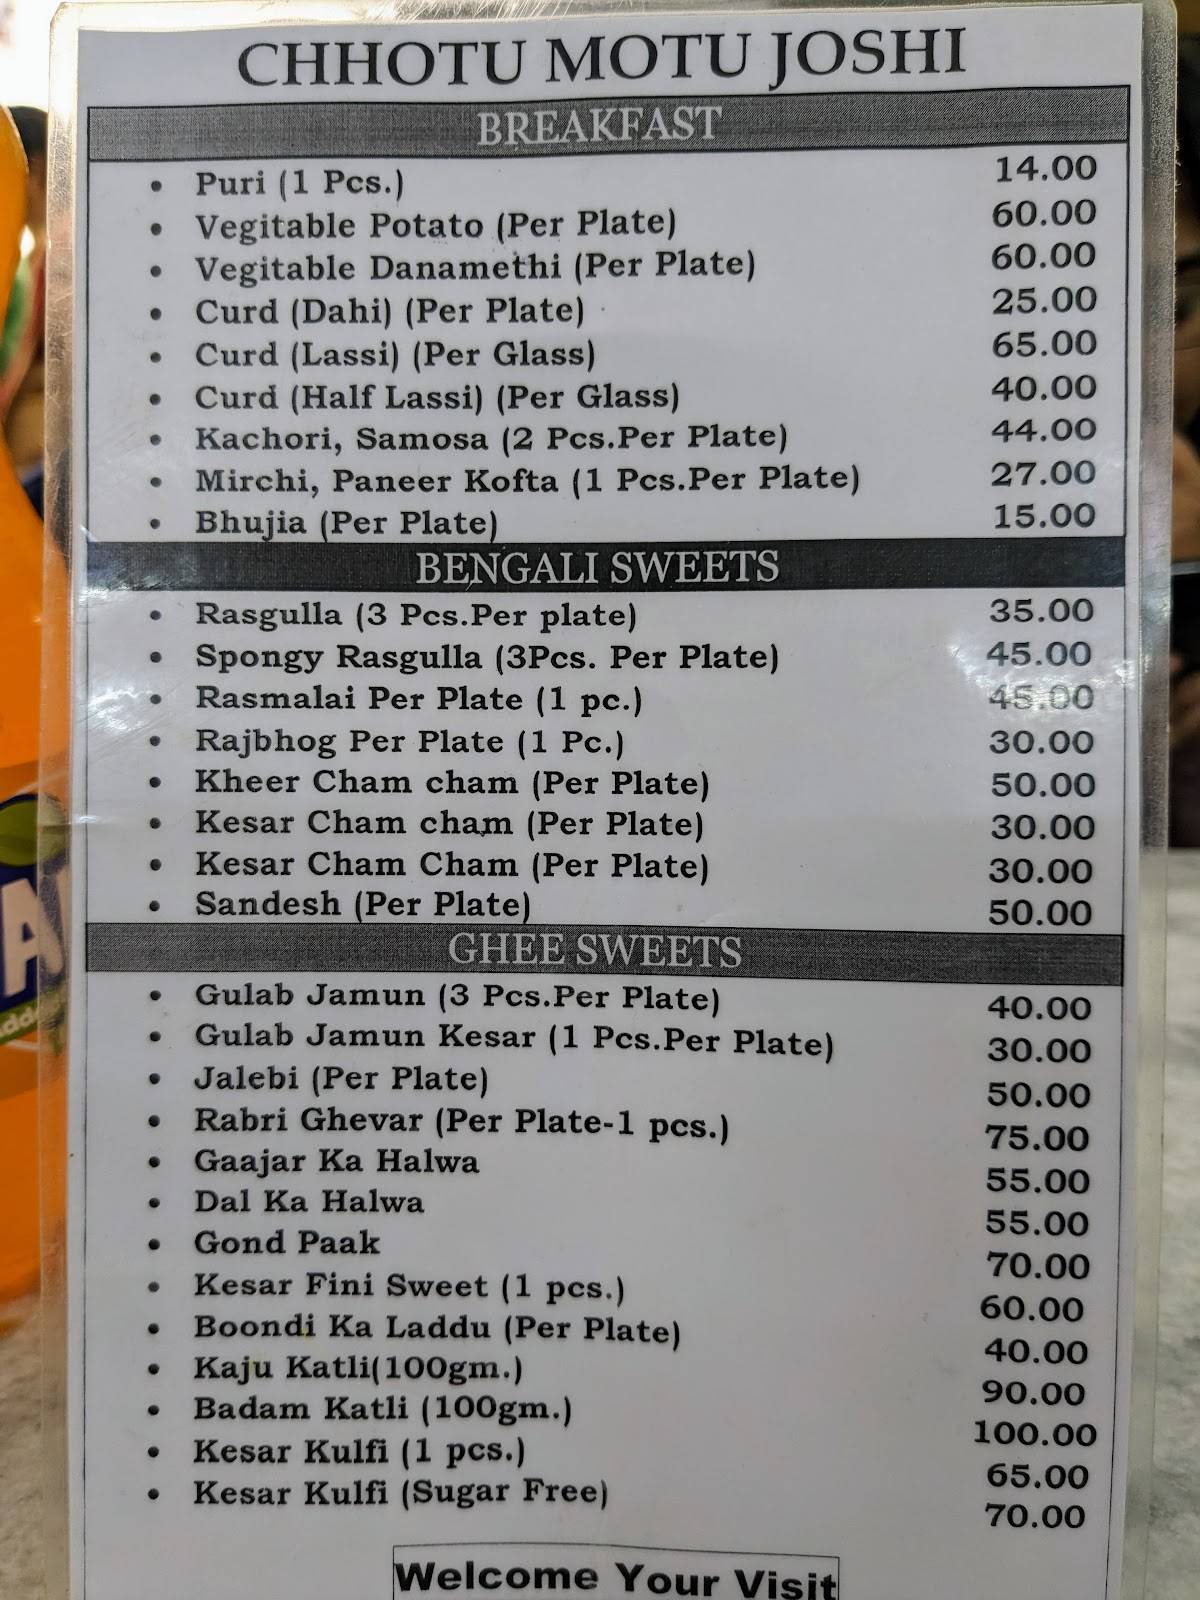 CHHOTU MOTU JOSHI
BREAKFAST
• Puri (1 Pcs.) 14.00
• Vegitable Potato (Per Plate) 60.00
• Vegitable Danamethi (Per Plate) 60.00
• Curd (Dahi) (Per Plate) 25.00
• Curd (Lassi) (Per Glass) 65.00
• Curd (Half Lassi) (Per Glass) 40.00
• Kachori, Samosa (2 Pcs.Per Plate) 44.00
• Mirchi, Paneer Kofta (1 Pcs.Per Plate) 27.00
• Bhujia (Per Plate) 15.00
BENGALI SWEETS
• Rasgulla (3 Pcs.Per plate) 35.00
• Spongy Rasgulla (3Pcs. Per Plate) 45.00
• Rasmalai Per Plate (1 pc.) 45.00
• Rajbhog Per Plate (1 Pc.) 30.00
• Kheer Cham cham (Per Plate) 50.00
• Kesar Cham cham (Per Plate) 30.00
• Kesar Cham Cham (Per Plate) 30.00
• Sandesh (Per Plate) 50.00
GHEE SWEETS
• Gulab Jamun (3 Pcs.Per Plate) 40.00
• Gulab Jamun Kesar (1 Pcs.Per Plate) 30.00
• Jalebi (Per Plate) 50.00
• Rabri Ghevar (Per Plate-1 pcs.) 75.00
• Gaajar Ka Halwa 55.00
• Dal Ka Halwa 55.00
• Gond Paak 70.00
• Kesar Fini Sweet (1 pcs.) 60.00
• Boondi Ka Laddu (Per Plate) 40.00
• Kaju Katli(100gm.) 90.00
• Badam Katli (100gm.) 100.00
• Kesar Kulfi (1 pcs.) 65.00
• Kesar Kulfi (Sugar Free) 70.00
Welcome Your Visit